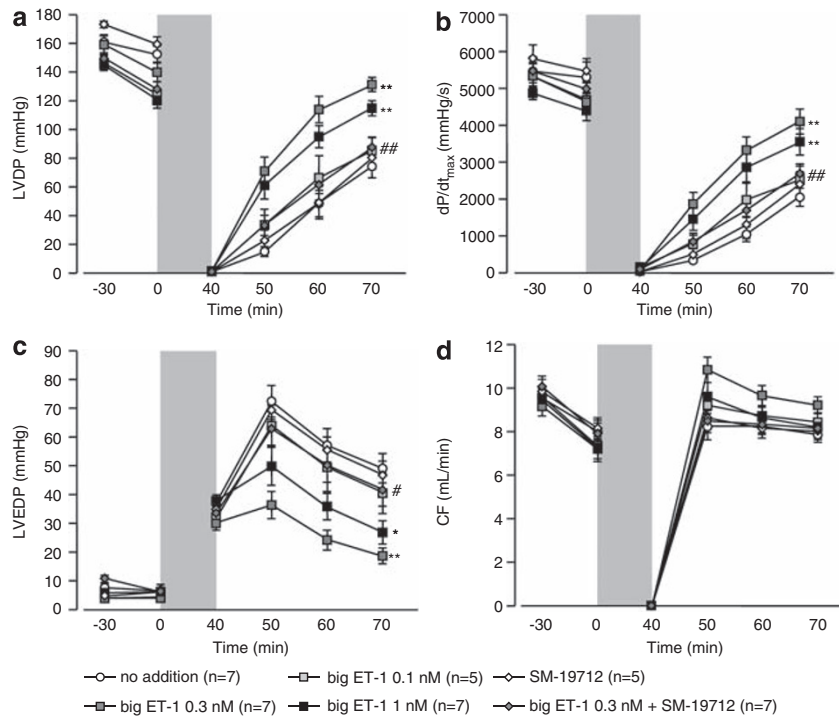 a
180
160
140
120
100
80
60
40
20
0
LVDP (mmHg)
-30 0 40 50 60 70
Time (min)
**
**
##
b
7000
6000
5000
4000
3000
2000
1000
0
dP/dtmax (mmHg/s)
-30 0 40 50 60 70
Time (min)
**
**
##
c
90
80
70
60
50
40
30
20
10
0
LVEDP (mmHg)
-30 0 40 50 60 70
Time (min)
#
*
**
d
12
10
8
6
4
2
0
CF (mL/min)
-30 0 40 50 60 70
Time (min)
no addition (n=7) big ET-1 0.1 nM (n=5) SM-19712 (n=5)
big ET-1 0.3 nM (n=7) big ET-1 1 nM (n=7) big ET-1 0.3 nM + SM-19712 (n=7)